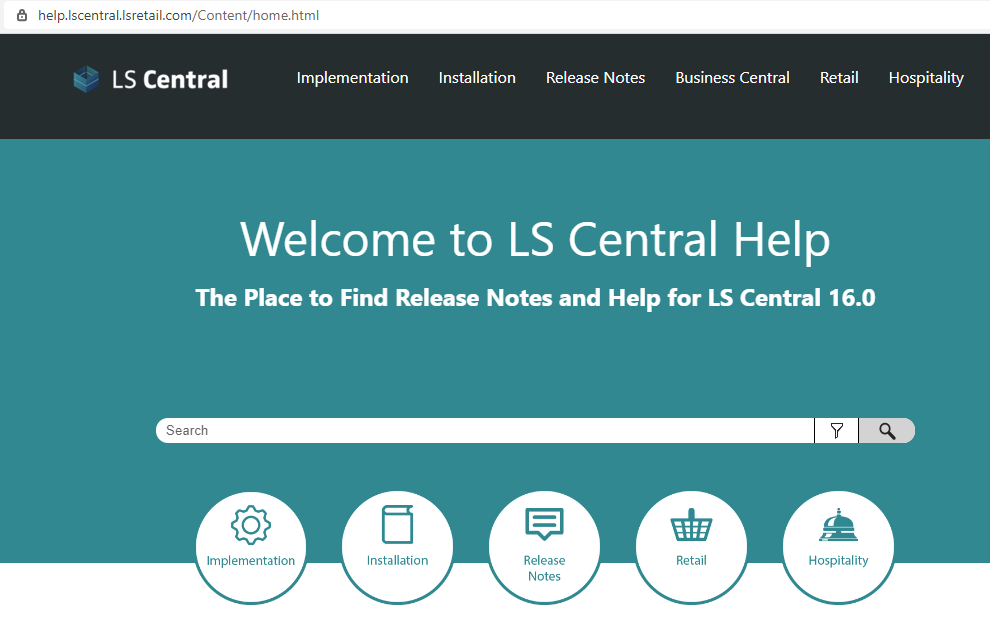 help.lscentral.lsretail.com/Content/home.html
LS Central
Implementation
Installation
Release Notes
Business Central
Retail
Hospitality
Welcome to LS Central Help
The Place to Find Release Notes and Help for LS Central 16.0
Search
Implementation
Installation
Release
Notes
Retail
Hospitality